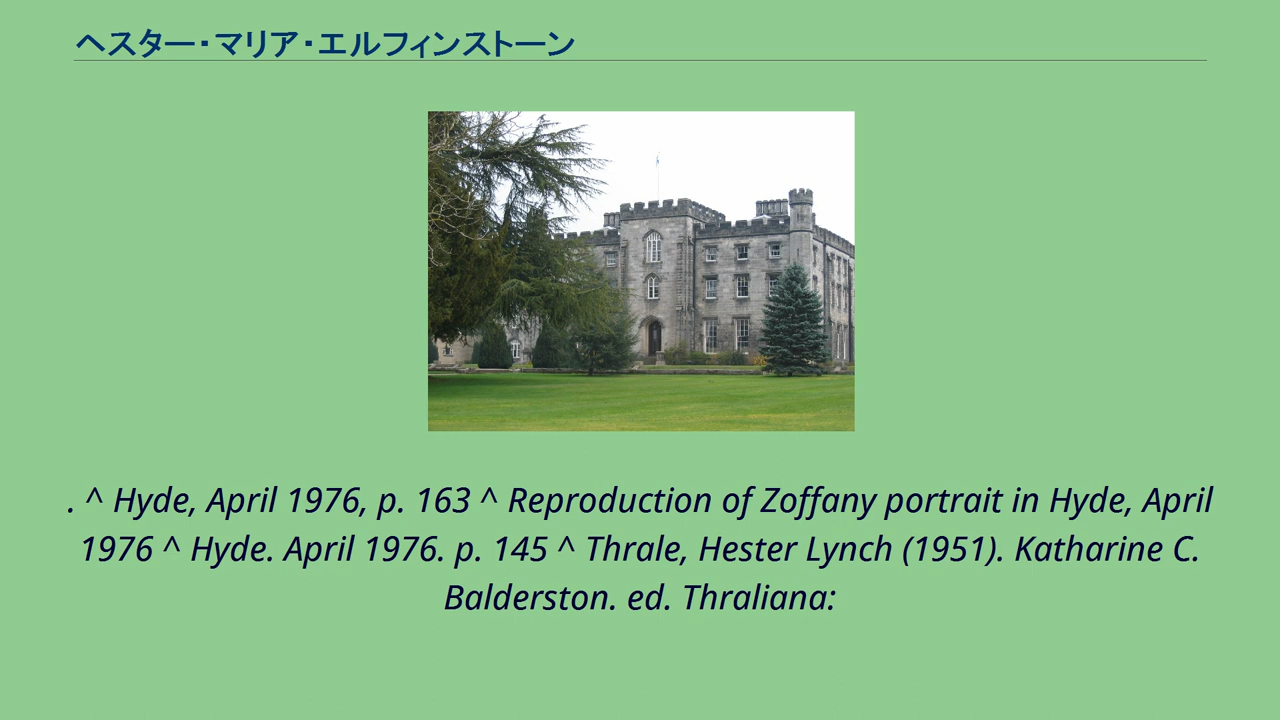 ヘスター・マリア・エルフィンストーン
. ^ Hyde, April 1976, p. 163 ^ Reproduction of Zoffany portrait in Hyde, April
1976 ^ Hyde. April 1976. p. 145 ^ Thrale, Hester Lynch (1951). Katharine C.
Balderston. ed. Thraliana: